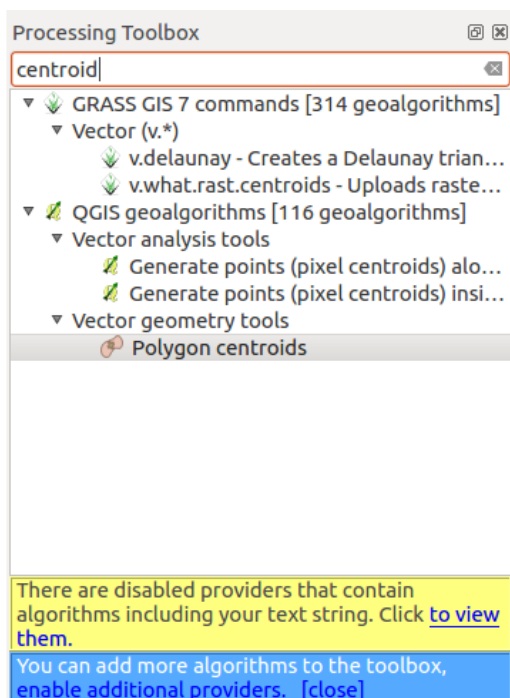 Processing Toolbox
centroid
GRASS GIS 7 commands [314 geoalgorithms]
Vector (v.*)
v.delaunay - Creates a Delaunay trian...
v.what.rast.centroids - Uploads raste...
QGIS geoalgorithms [116 geoalgorithms]
Vector analysis tools
Generate points (pixel centroids) alo...
Generate points (pixel centroids) insi...
Vector geometry tools
Polygon centroids
There are disabled providers that contain
algorithms including your text string. Click to view
them.
You can add more algorithms to the toolbox,
enable additional providers. [close]